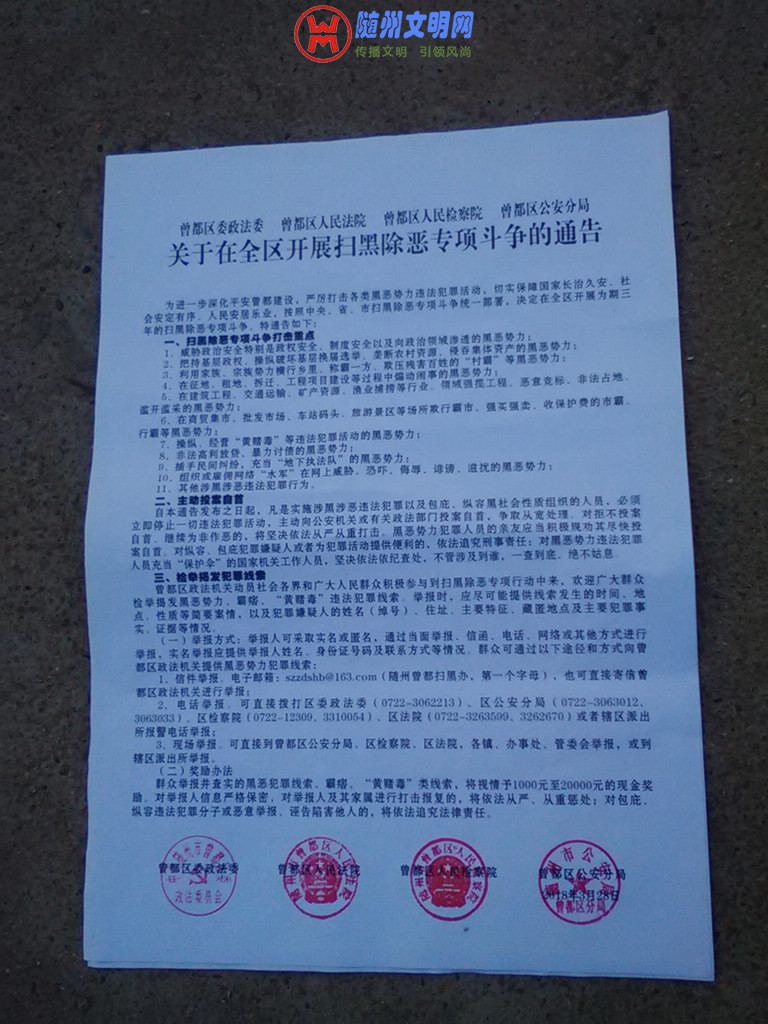 随州文明网
传播文明 引领风尚
曾都区委政法委 曾都区人民法院 曾都区人民检察院 曾都区公安分局
关于在全区开展扫黑除恶专项斗争的通告
为进一步深化平安曾都建设，严厉打击各类黑恶势力违法犯罪活动，切实保障国家长治久安、社
会安定有序、人民安居乐业，按照中央、省、市扫黑除恶专项斗争统一部署，决定在全区开展为期三
年的扫黑除恶专项斗争。特通告如下：
一、扫黑除恶专项斗争打击重点
1、威胁政治安全特别是政权安全、制度安全以及向政治领域渗透的黑恶势力；
2、把持基层政权、操纵破坏基层换届选举、垄断农村资源、侵吞集体资产的黑恶势力；
3、利用家族、宗族势力横行乡里、称霸一方、欺压残害百姓的“村霸”等黑恶势力；
4、在征地、租地、拆迁、工程项目建设等过程中煽动闹事的黑恶势力；
5、在建筑工程、交通运输、矿产资源、渔业捕捞等行业、领域强揽工程、恶意竞标、非法占地、
滥开滥采的黑恶势力；
6、在商贸集市、批发市场、车站码头、旅游景区等场所欺行霸市、强买强卖、收保护费的市霸、
行霸等黑恶势力；
7、操纵、经营“黄赌毒”等违法犯罪活动的黑恶势力；
8、非法高利放贷、暴力讨债的黑恶势力；
9、插手民间纠纷，充当“地下执法队”的黑恶势力；
10、组织或雇佣网络“水军”在网上威胁、恐吓、侮辱、诽谤、滋扰的黑恶势力；
11、其他涉黑涉恶违法犯罪行为。
二、主动投案自首
自本通告发布之日起，凡是实施涉黑涉恶违法犯罪以及包庇、纵容黑社会性质组织的人员，必须
立即停止一切违法犯罪活动，主动向公安机关或有关政法部门投案自首，争取从宽处理。对拒不投案
自首、继续为非作恶的，将坚决依法从严从重打击。黑恶势力犯罪人员的亲友应当积极规劝其尽快投
案自首。对纵容、包庇犯罪嫌疑人或者为犯罪活动提供便利的，依法追究刑事责任；对黑恶势力违法犯罪
人员充当“保护伞”的国家机关工作人员，坚决依法依纪查处，不管涉及到谁，一查到底、绝不姑息。
三、检举揭发犯罪线索
曾都区政法机关动员社会各界和广大人民群众积极参与到扫黑除恶专项行动中来，欢迎广大群众
检举揭发黑恶势力、霸痞、“黄赌毒”违法犯罪线索。举报时，应尽可能提供线索发生的时间、地
点、性质等简要案情，以及犯罪嫌疑人的姓名（绰号）、住址、主要特征、藏匿地点及主要犯罪事
实、证据等情况。
（一）举报方式：举报人可采取实名或匿名，通过当面举报、信函、电话、网络或其他方式进行
举报，实名举报应提供举报人姓名、身份证号码及联系方式等情况。群众可通过以下途径和方式向曾
都区政法机关提供黑恶势力犯罪线索：
1、信件举报。电子邮箱：szzdshb@163.com（随州曾都扫黑办，第一个字母），也可直接寄信曾
都区政法机关进行举报；
2、电话举报。可直接拨打区委政法委（0722-3062213）、区公安分局（0722-3063012、
3063033）、区检察院（0722-12309、3310054）、区法院（0722-3263599、3262670）或者辖区派出
所报警电话举报；
3、现场举报。可直接到曾都区公安分局、区检察院、区法院，各镇、办事处、管委会举报，或到
辖区派出所举报。
（二）奖励办法
群众举报并查实的黑恶犯罪线索、霸痞、“黄赌毒”类线索，将视情予1000元至20000元的现金奖
励。对举报人信息严格保密，对举报人及其家属进行打击报复的，将依法从严、从重惩处；对包庇、
纵容违法犯罪分子或恶意举报、诬告陷害他人的，将依法追究法律责任。
曾都区委政法委 曾都区人民法院 曾都区人民检察院 曾都区公安分局
2018年3月28日
政法委员会
曾都区分局